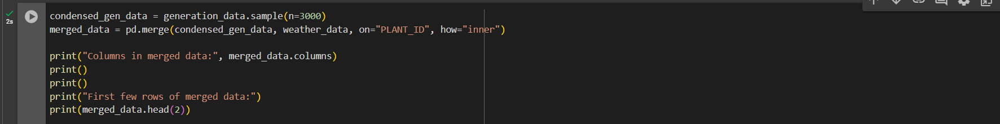 2s
condensed_gen_data = generation_data.sample(n=3000)
merged_data = pd.merge(condensed_gen_data, weather_data, on="PLANT_ID", how="inner")
print("Columns in merged data:", merged_data.columns)
print()
print()
print("First few rows of merged data:")
print(merged_data.head(2))